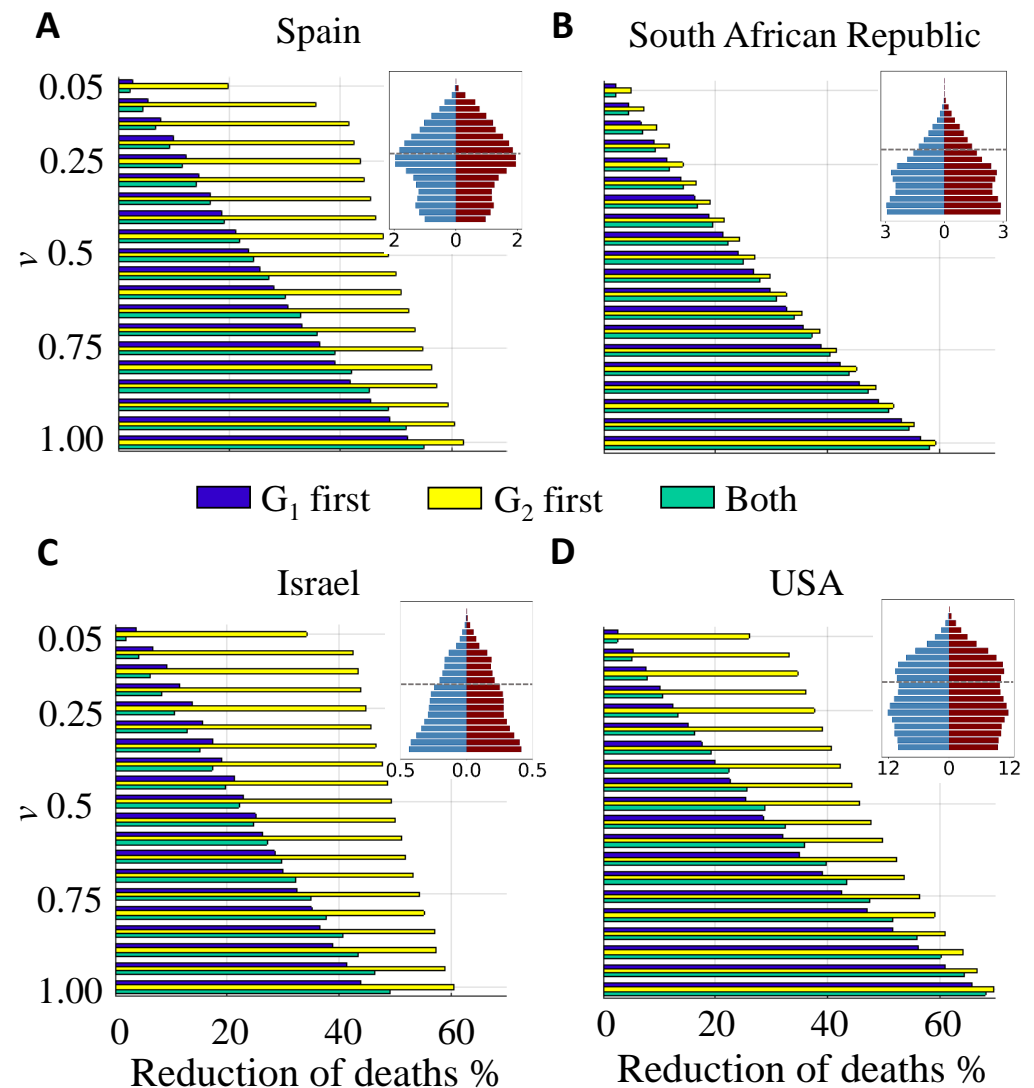 A
Spain
B
South African Republic
0.05
0.25
0.5
0.75
1.00
v
2 0 2
3 0 3
G₁ first
G₂ first
Both
C
Israel
D
USA
0.05
0.25
0.5
0.75
1.00
v
0.5 0.0 0.5
12 0 12
0 20 40 60
0 20 40 60
Reduction of deaths %
Reduction of deaths %